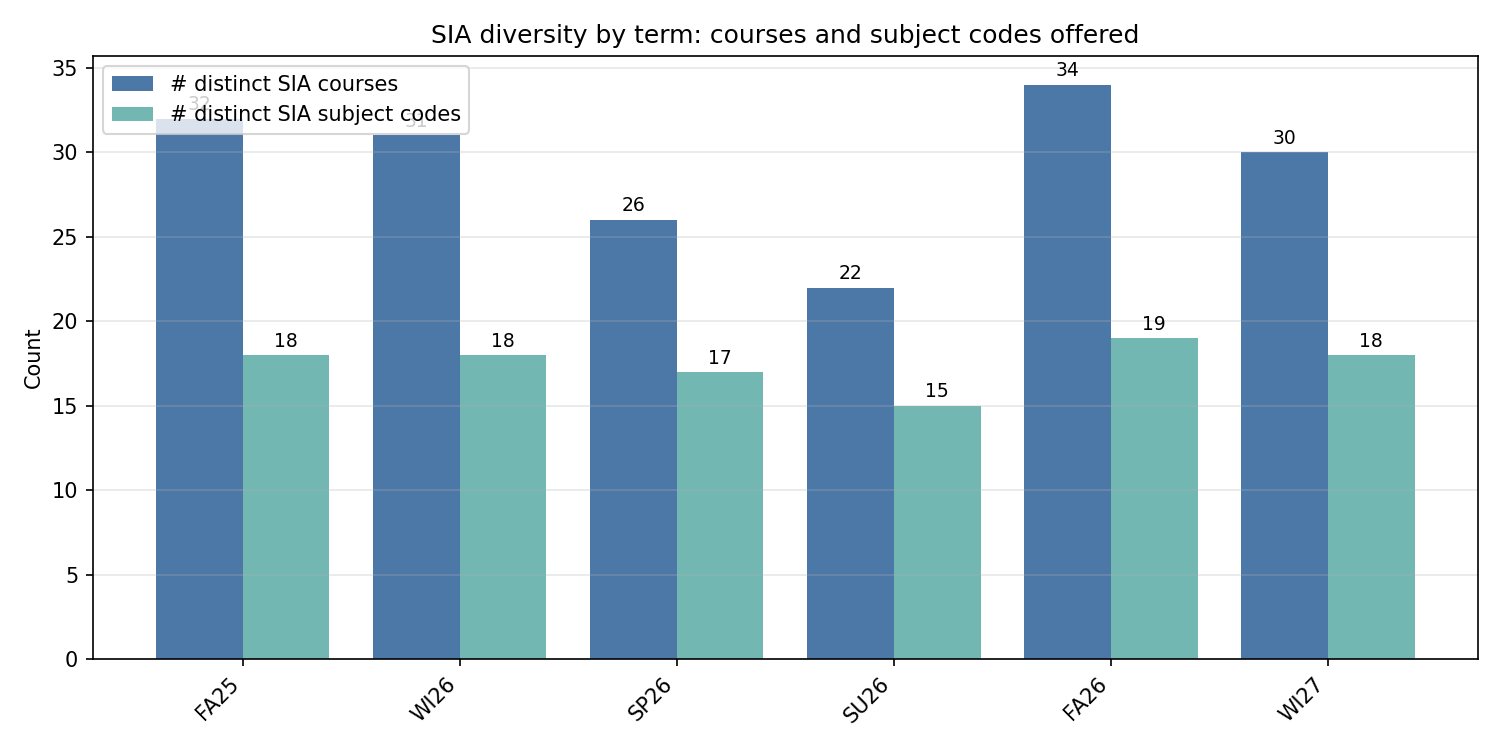 SIA diversity by term: courses and subject codes offered
# distinct SIA courses
# distinct SIA subject codes
Count
35
30
25
20
15
10
5
0
32
18
31
18
26
17
22
15
34
19
30
18
FA25
WI26
SP26
SU26
FA26
WI27